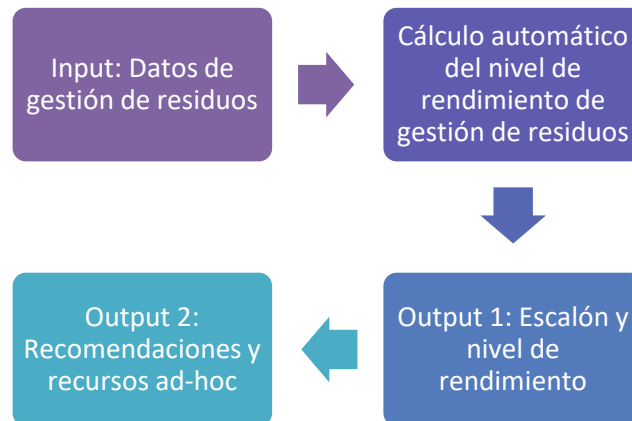 Input: Datos de
gestión de residuos
Cálculo automático
del nivel de
rendimiento de
gestión de residuos
Output 1: Escalón y
nivel de
rendimiento
Output 2:
Recomendaciones y
recursos ad-hoc